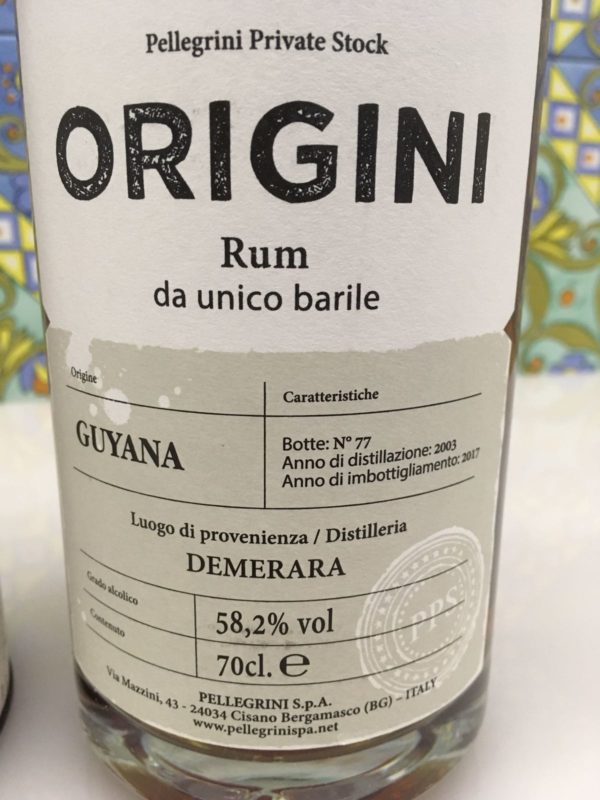 Pellegrini Private Stock
ORIGINI
Rum
da unico barile
Origine
GUYANA
Caratteristiche
Botte: N° 77
Anno di distillazione: 2003
Anno di imbottigliamento: 2017
Luogo di provenienza / Distilleria
DEMERARA
Grado alcolico
58,2% vol
Contenuto
70cl. ℮
PPS
PELLEGRINI S.p.A.
Via Mazzini, 43 - 24034 Cisano Bergamasco (BG) - ITALY
www.pellegrinispa.net